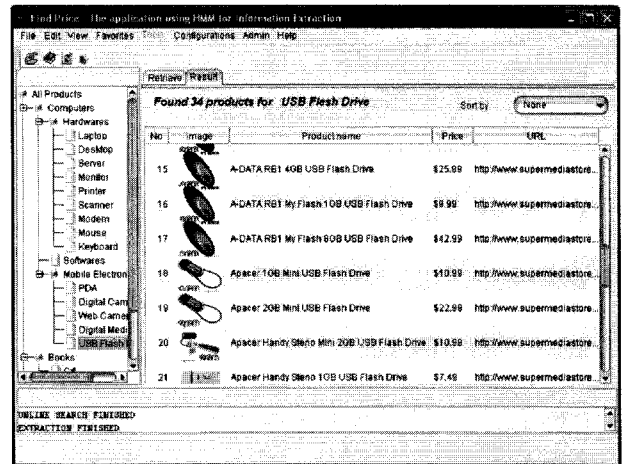 Find Price - The application using HMM for Information Extraction
File Edit View Favorites Tools Configurations Admin Help
Retrieve Result
All Products
Computers
Hardwares
Laptop
Desktop
Server
Monitor
Printer
Scanner
Modem
Mouse
Keyboard
Softwares
Mobile Electron
PDA
Digital Cam
Web Camer
Digital Medi
USB Flash
Books
C#
Found 34 products for USB Flash Drive
Sort by None
No Image Product name Price URL
15 A-DATA RB1 4GB USB Flash Drive $25.99 http://www.supermediastore...
16 A-DATA RB1 My Flash 1GB USB Flash Drive $9.99 http://www.supermediastore...
17 A-DATA RB1 My Flash 8GB USB Flash Drive $42.99 http://www.supermediastore...
18 Apacer 1GB Mini USB Flash Drive $10.99 http://www.supermediastore...
19 Apacer 2GB Mini USB Flash Drive $22.99 http://www.supermediastore...
20 Apacer Handy Steno Mini 2GB USB Flash Drive $10.99 http://www.supermediastore...
21 Apacer Handy Steno 1GB USB Flash Drive $7.49 http://www.supermediastore...
ONLINE SEARCH FINISHED
EXTRACTION FINISHED